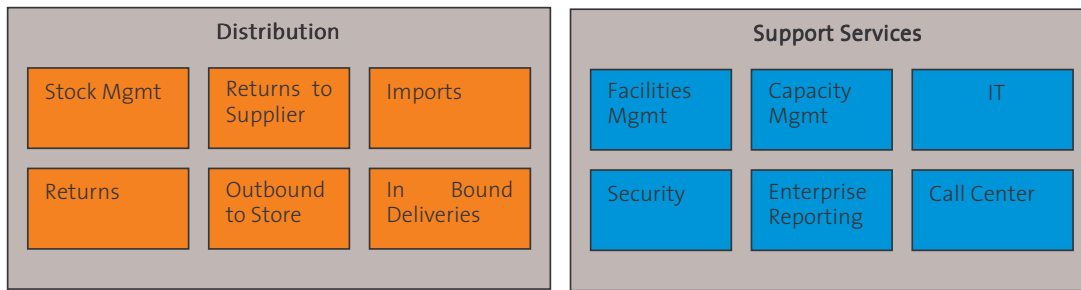 Distribution
Stock Mgmt
Returns to
Supplier
Imports
Returns
Outbound
to Store
In Bound
Deliveries
Support Services
Facilities
Mgmt
Capacity
Mgmt
IT
Security
Enterprise
Reporting
Call Center